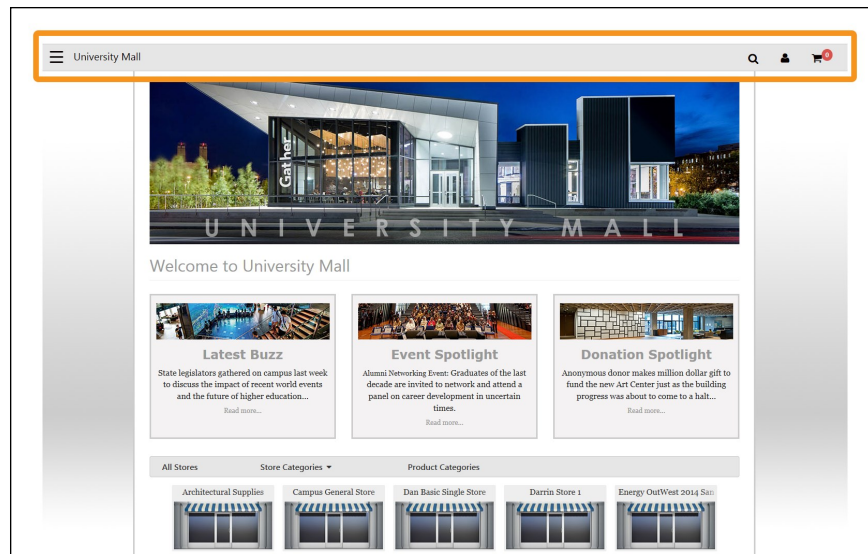 University Mall
0
Gather
UNIVERSITY MALL
Welcome to University Mall
Latest Buzz
State legislators gathered on campus last week
to discuss the impact of recent world events
and the future of higher education...
Read more...
Event Spotlight
Alumni Networking Event: Graduates of the last
decade are invited to network and attend a
panel on career development in uncertain
times.
Read more...
Donation Spotlight
Anonymous donor makes million dollar gift to
fund the new Art Center just as the building
progress was about to come to a halt...
Read more...
All Stores Store Categories Product Categories
Architectural Supplies Campus General Store Dan Basic Single Store Darrin Store 1 Energy OutWest 2014 San